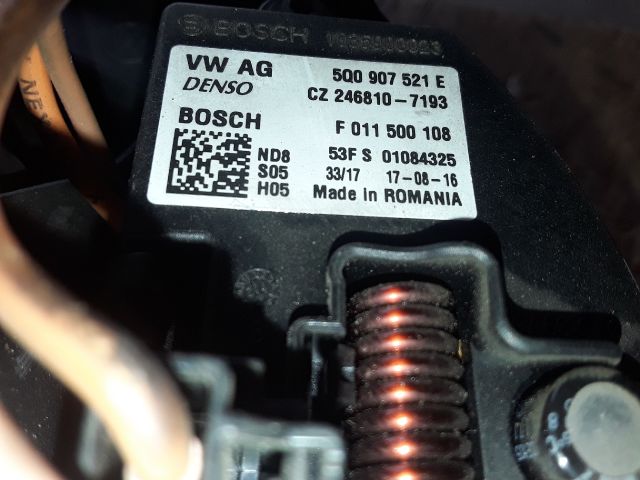 BOSCH
VW AG 5Q0 907 521 E
DENSO CZ 246810-7193
BOSCH F 011 500 108
ND8 53F S 01084325
S05 33/17 17-08-16
H05 Made in ROMANIA